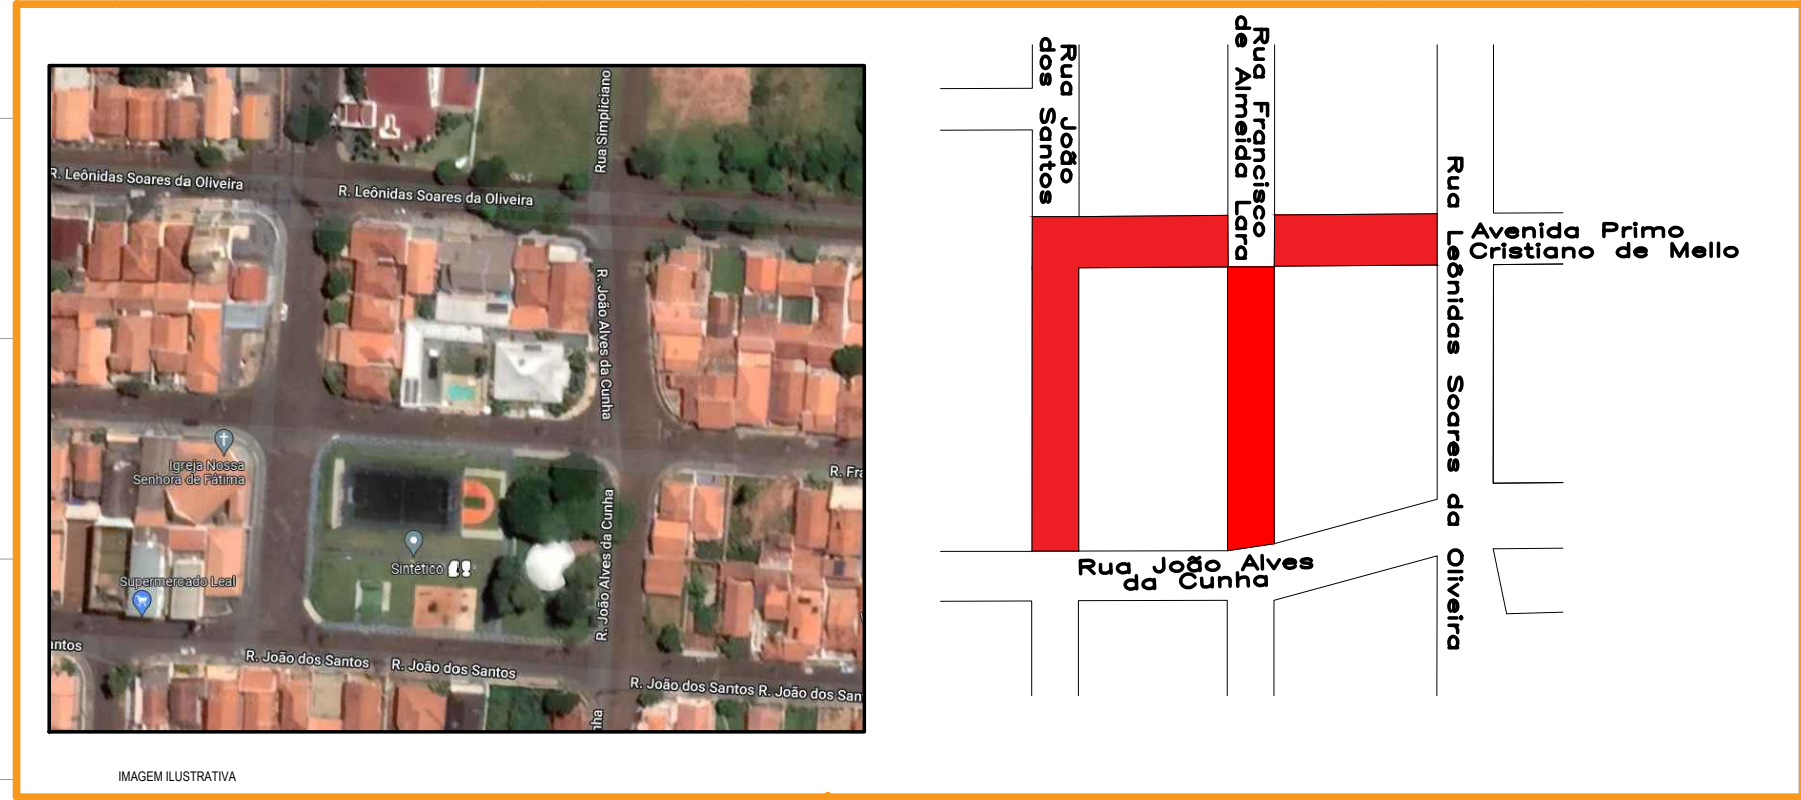 Rua Simpliciano
R. Leônidas Soares da Oliveira
R. Leônidas Soares da Oliveira
R. João Alves da Cunha
Igreja Nossa
Senhora de Fátima
R. Fra
Sintético
R. João Alves da Cunha
Supermercado Leal
ntos
R. João dos Santos
R. João dos Santos
R. João dos Santos
R. João dos San
nha
IMAGEM ILUSTRATIVA
Rua João
dos Santos
Rua Francisco
de Almeida Lara
Rua Leônidas Soares da Oliveira
Avenida Primo
Cristiano de Mello
Rua João Alves
da Cunha